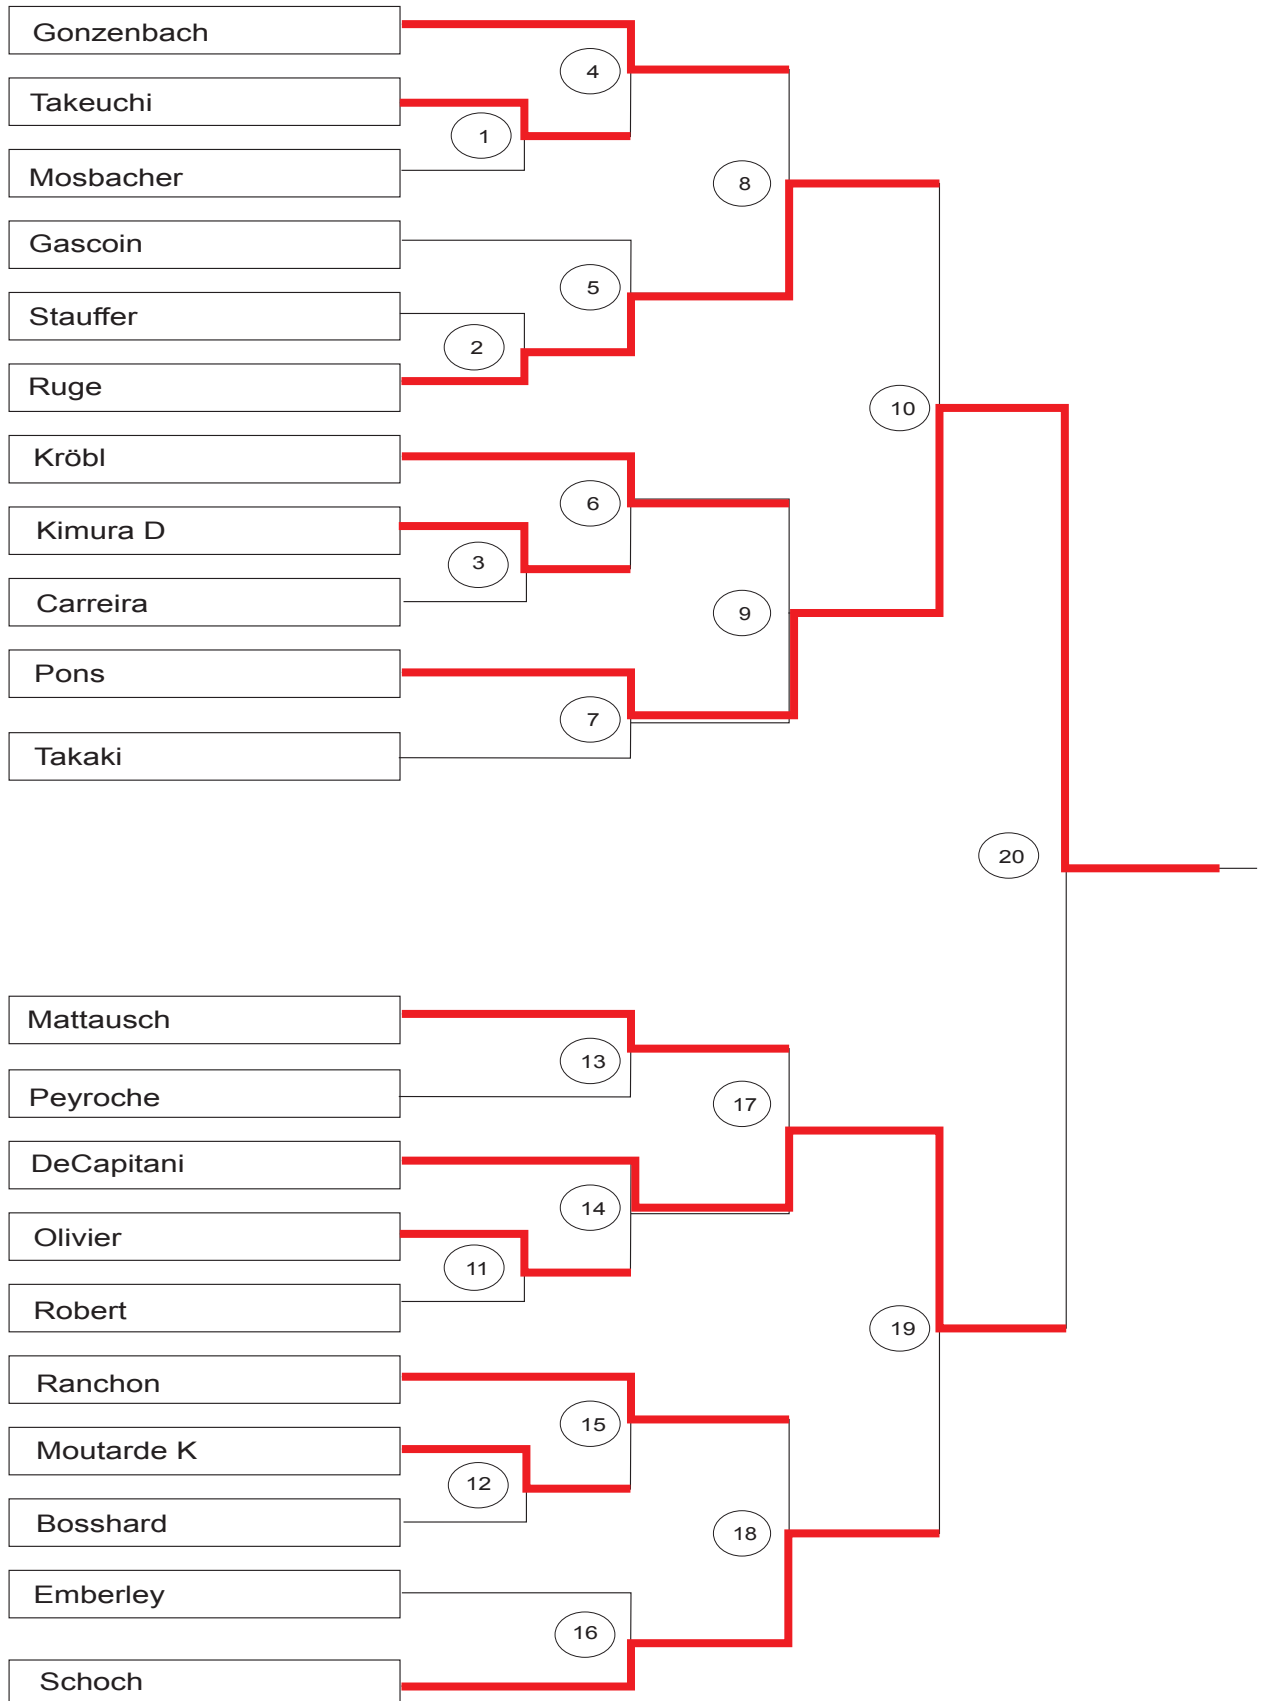 Gonzenbach
4
Takeuchi
1
Mosbacher
8
Gascoin
5
Stauffer
2
Ruge
10
Kröbl
6
Kimura D
3
Carreira
9
Pons
7
Takaki
20
Mattausch
13
Peyroche
17
DeCapitani
14
Olivier
11
Robert
19
Ranchon
15
Moutarde K
12
Bosshard
18
Emberley
16
Schoch